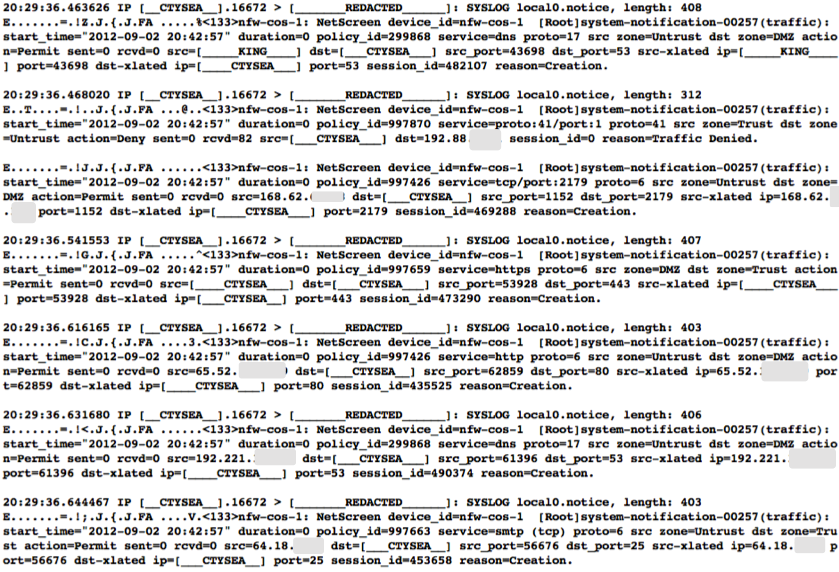 20:29:36.463626 IP [__CTYSEA__].16672 > [_______REDACTED_______]: SYSLOG local0.notice, length: 408
E.......=.!Z.J.{.J.FA .....%<133>nfw-cos-1: NetScreen device_id=nfw-cos-1 [Root]system-notification-00257(traffic):
start_time="2012-09-02 20:42:57" duration=0 policy_id=299868 service=dns proto=17 src zone=Untrust dst zone=DMZ actio
n=Permit sent=0 rcvd=0 src=[_____KING____] dst=[____CTYSEA____] src_port=43698 dst_port=53 src-xlated ip=[_____KING____
] port=43698 dst-xlated ip=[____CTYSEA____] port=53 session_id=482107 reason=Creation.
20:29:36.468020 IP [__CTYSEA__].16672 > [_______REDACTED_______]: SYSLOG local0.notice, length: 312
E..T....=.!..J.{.J.FA ...@..<133>nfw-cos-1: NetScreen device_id=nfw-cos-1 [Root]system-notification-00257(traffic):
start_time="2012-09-02 20:42:57" duration=0 policy_id=997870 service=proto:41/port:1 proto=41 src zone=Trust dst zone
=Untrust action=Deny sent=0 rcvd=82 src=[____CTYSEA____] dst=192.88 session_id=0 reason=Traffic Denied.
E.......=.!J.J.{.J.FA ......<133>nfw-cos-1: NetScreen device_id=nfw-cos-1 [Root]system-notification-00257(traffic):
start_time="2012-09-02 20:42:57" duration=0 policy_id=997426 service=tcp/port:2179 proto=6 src zone=Untrust dst zone=
DMZ action=Permit sent=0 rcvd=0 src=168.62. dst=[____CTYSEA____] src_port=1152 dst_port=2179 src-xlated ip=168.62.
. port=1152 dst-xlated ip=[____CTYSEA____] port=2179 session_id=469288 reason=Creation.
20:29:36.541553 IP [__CTYSEA__].16672 > [_______REDACTED_______]: SYSLOG local0.notice, length: 407
E.......=.!G.J.{.J.FA .....^<133>nfw-cos-1: NetScreen device_id=nfw-cos-1 [Root]system-notification-00257(traffic):
start_time="2012-09-02 20:42:57" duration=0 policy_id=997659 service=https proto=6 src zone=DMZ dst zone=Trust action
=Permit sent=0 rcvd=0 src=[____CTYSEA____] dst=[____CTYSEA____] src_port=53928 dst_port=443 src-xlated ip=[____CTYSEA____
] port=53928 dst-xlated ip=[____CTYSEA____] port=443 session_id=473290 reason=Creation.
20:29:36.616165 IP [__CTYSEA__].16672 > [_______REDACTED_______]: SYSLOG local0.notice, length: 403
E.......=.!C.J.{.J.FA ....3.<133>nfw-cos-1: NetScreen device_id=nfw-cos-1 [Root]system-notification-00257(traffic):
start_time="2012-09-02 20:42:57" duration=0 policy_id=997426 service=http proto=6 src zone=Untrust dst zone=DMZ actio
n=Permit sent=0 rcvd=0 src=65.52. dst=[____CTYSEA____] src_port=62859 dst_port=80 src-xlated ip=65.52. por
t=62859 dst-xlated ip=[____CTYSEA____] port=80 session_id=435525 reason=Creation.
20:29:36.631680 IP [__CTYSEA__].16672 > [_______REDACTED_______]: SYSLOG local0.notice, length: 406
E.......=.!<.J.{.J.FA ......<133>nfw-cos-1: NetScreen device_id=nfw-cos-1 [Root]system-notification-00257(traffic):
start_time="2012-09-02 20:42:57" duration=0 policy_id=299868 service=dns proto=17 src zone=Untrust dst zone=DMZ actio
n=Permit sent=0 rcvd=0 src=192.221. dst=[____CTYSEA____] src_port=61396 dst_port=53 src-xlated ip=192.221.
port=61396 dst-xlated ip=[____CTYSEA____] port=53 session_id=490374 reason=Creation.
20:29:36.644467 IP [__CTYSEA__].16672 > [_______REDACTED_______]: SYSLOG local0.notice, length: 403
E.......=.!;.J.{.J.FA ....V.<133>nfw-cos-1: NetScreen device_id=nfw-cos-1 [Root]system-notification-00257(traffic):
start_time="2012-09-02 20:42:57" duration=0 policy_id=997663 service=smtp (tcp) proto=6 src zone=Untrust dst zone=Tru
st action=Permit sent=0 rcvd=0 src=64.18. dst=[____CTYSEA____] src_port=56676 dst_port=25 src-xlated ip=64.18. p
ort=56676 dst-xlated ip=[____CTYSEA____] port=25 session_id=453658 reason=Creation.